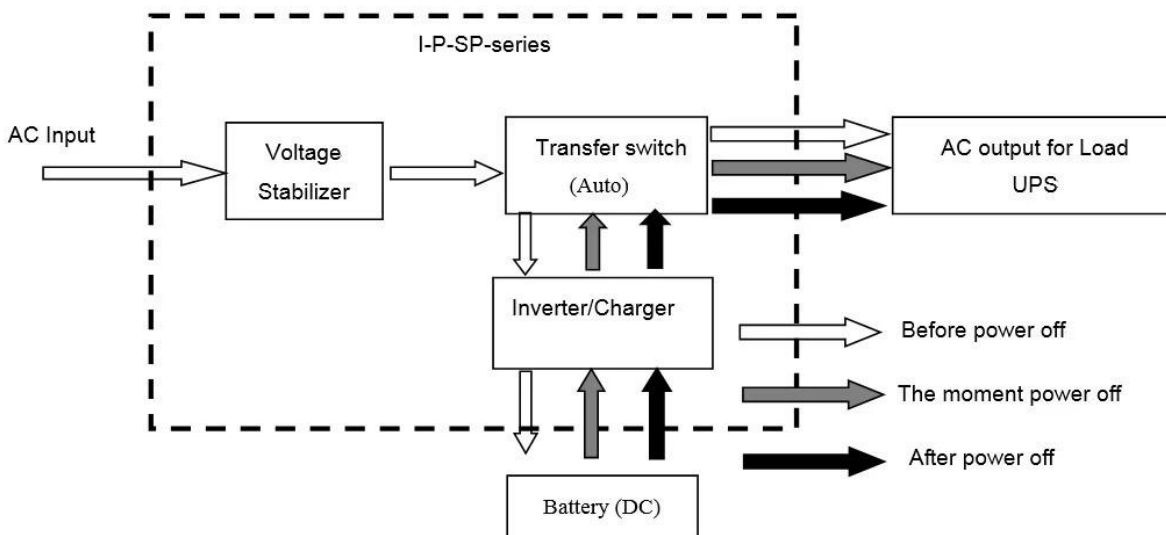 I-P-SP-series
AC Input
Voltage
Stabilizer
Transfer switch
(Auto)
AC output for Load
UPS
Inverter/Charger
Before power off
The moment power off
After power off
Battery (DC)